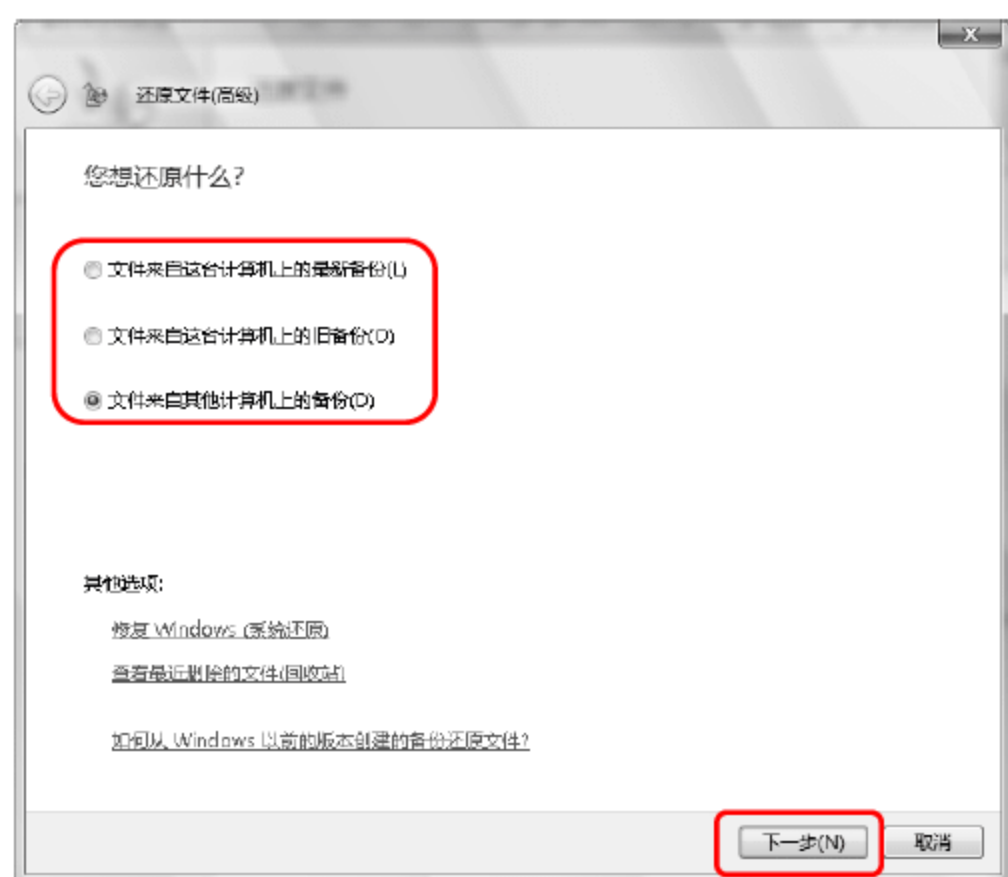 还原文件(高级)
您想还原什么?
文件来自这台计算机上的最新备份(L)
文件来自这台计算机上的旧备份(O)
文件来自其他计算机上的备份(D)
其他选项:
修复 Windows (系统还原)
查看最近删除的文件(回收站)
如何从 Windows 以前的版本创建的备份还原文件?
下一步(N)
取消